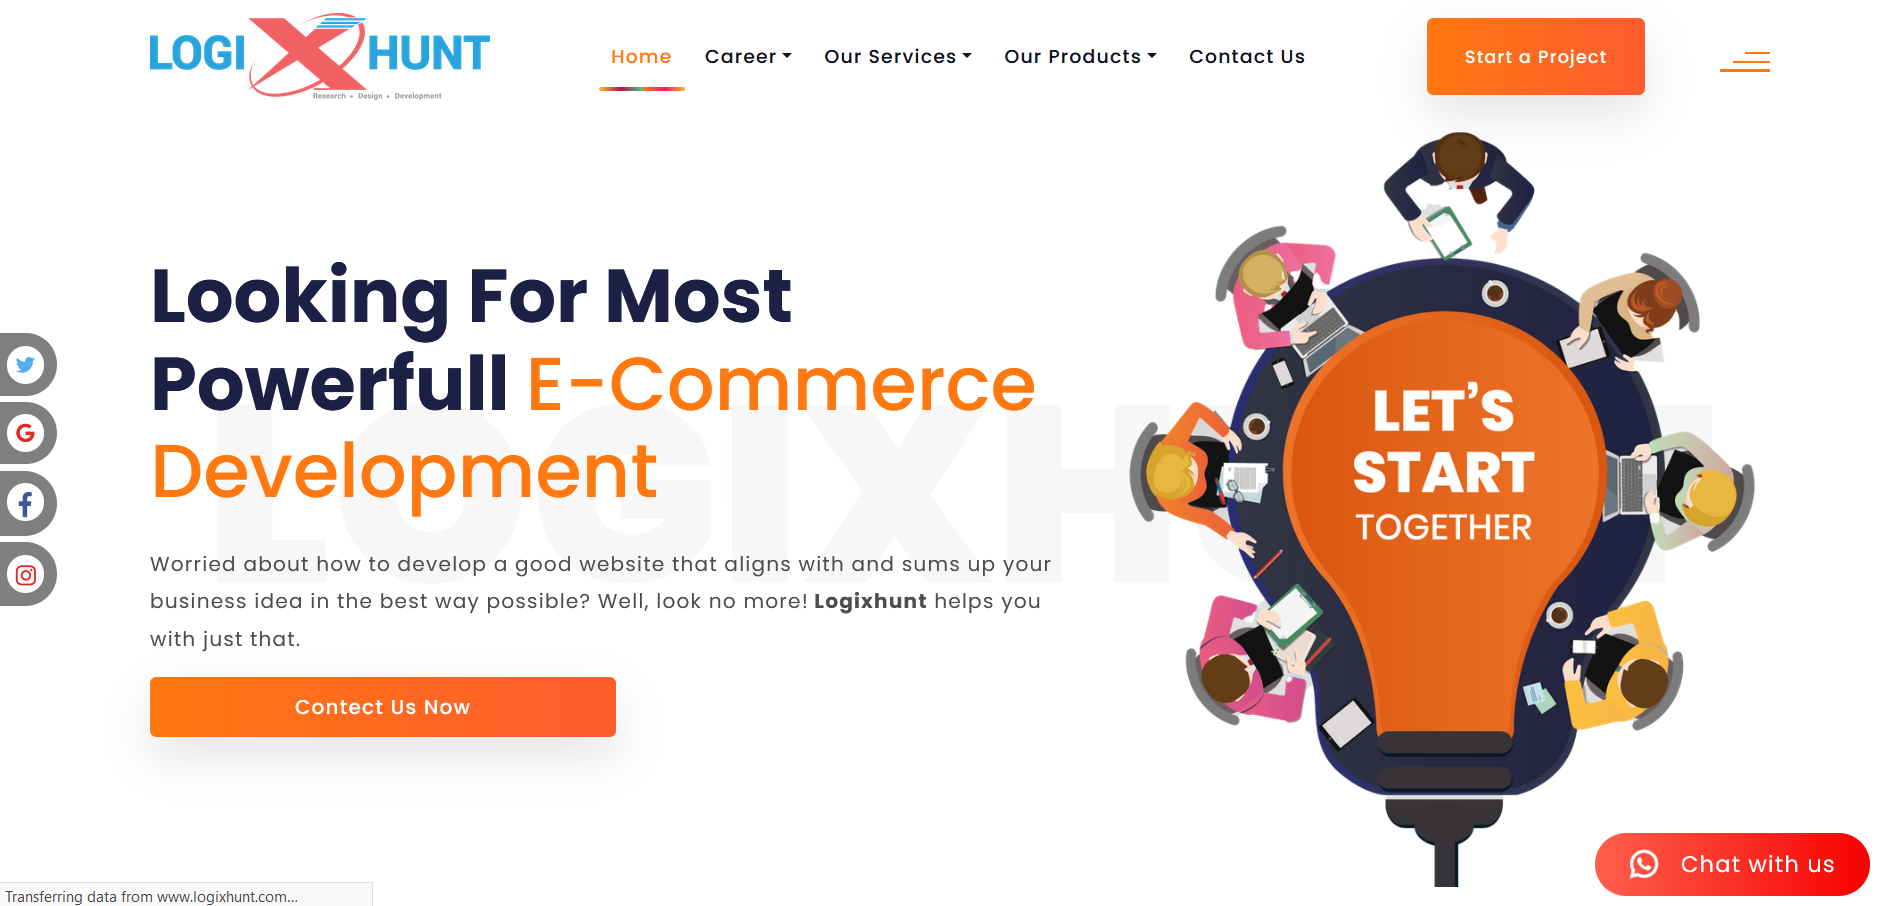 LOGIXHUNT
Research • Design • Development
Home Career Our Services Our Products Contact Us
Start a Project
Looking For Most
Powerfull E-Commerce
Development
LOGIXHUNT
Worried about how to develop a good website that aligns with and sums up your
business idea in the best way possible? Well, look no more! Logixhunt helps you
with just that.
Contect Us Now
LET'S
START
TOGETHER
Chat with us
Transferring data from www.logixhunt.com...